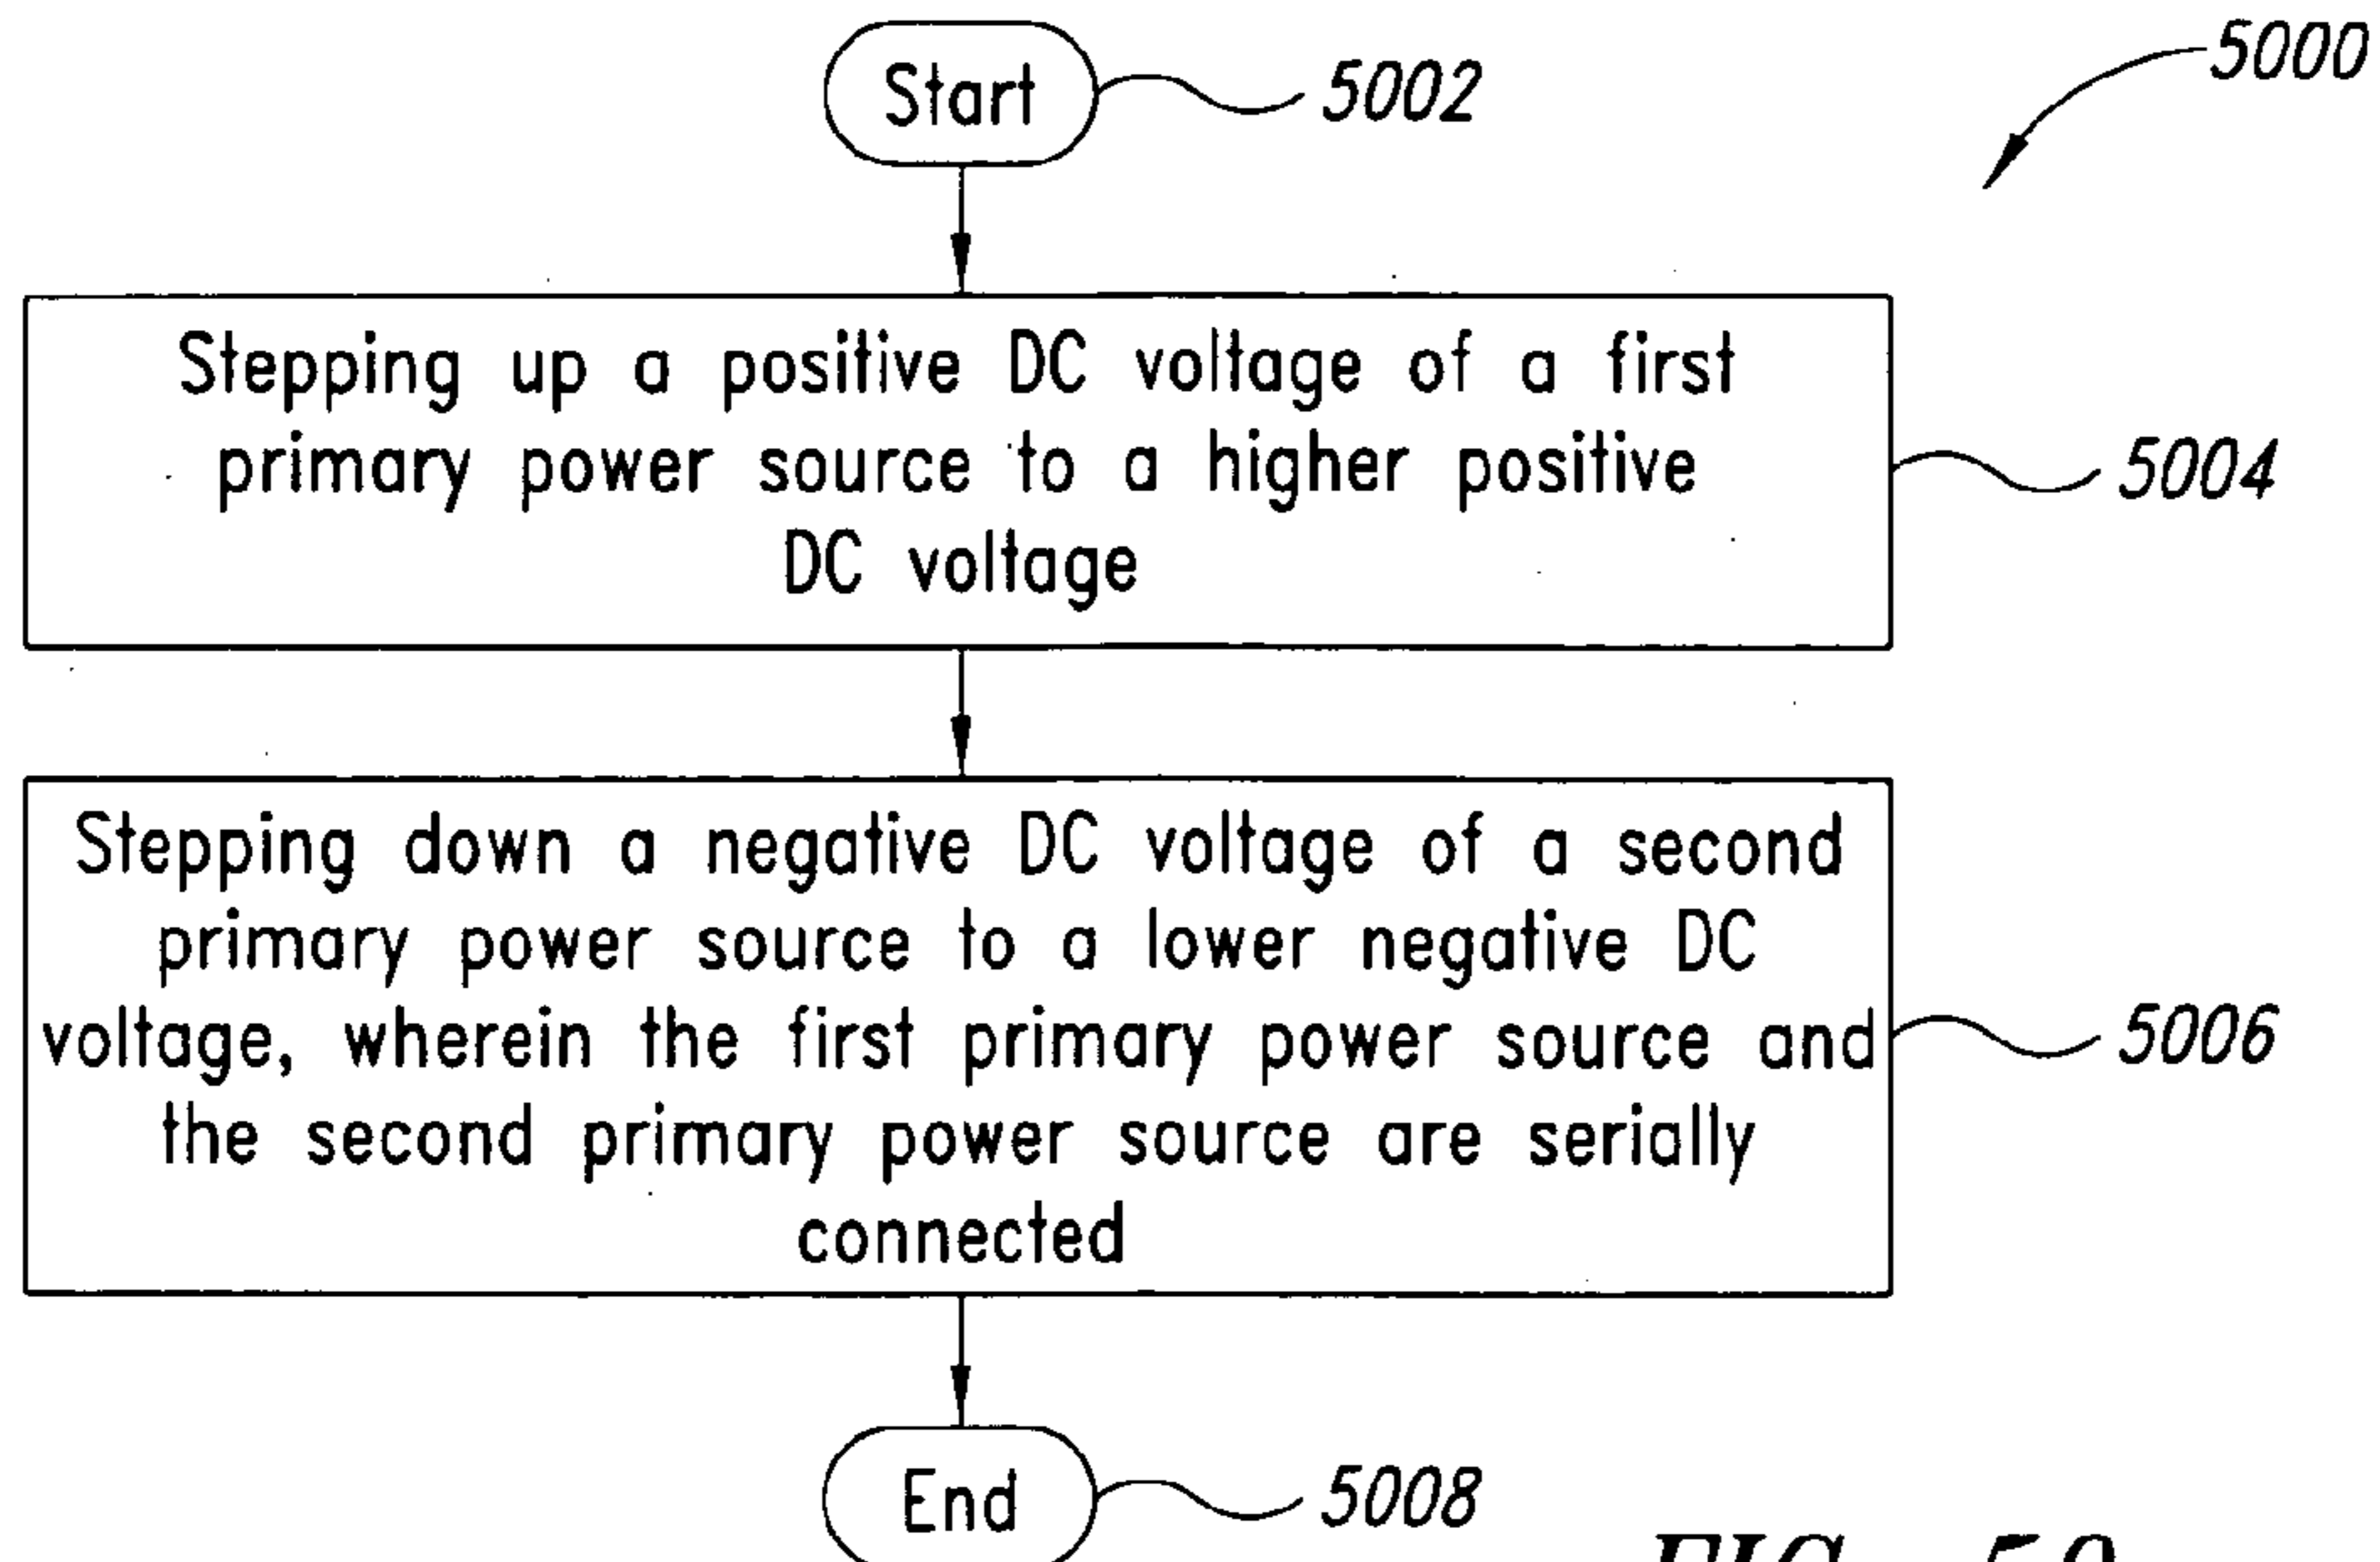 5000
Start
5002
Stepping up a positive DC voltage of a first
primary power source to a higher positive
DC voltage
5004
Stepping down a negative DC voltage of a second
primary power source to a lower negative DC
voltage, wherein the first primary power source and
the second primary power source are serially
connected
5006
End
5008